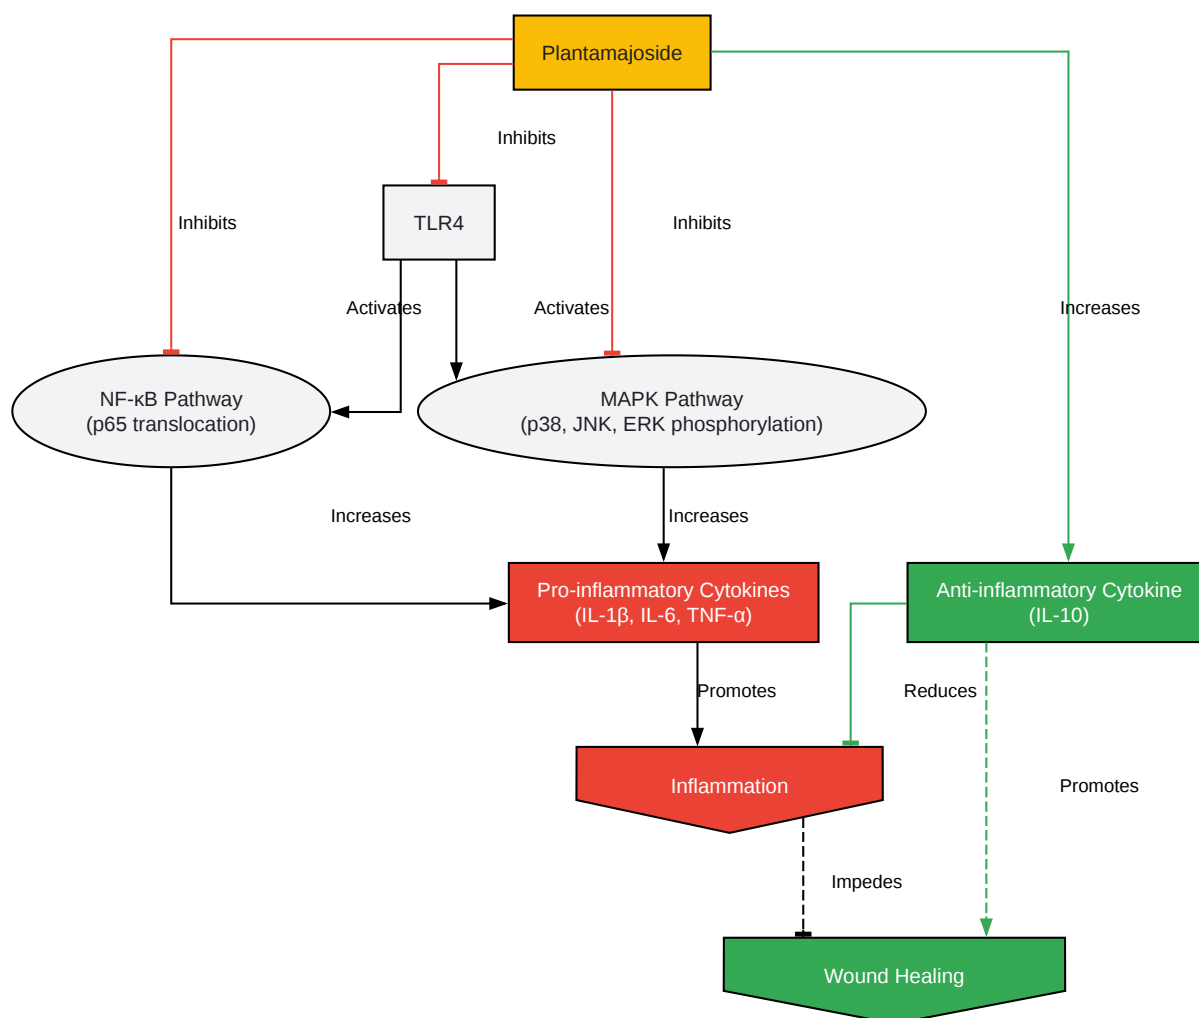 Plantamajoside
Inhibits
TLR4
Inhibits
Inhibits
Activates
Activates
Increases
NF-κB Pathway
(p65 translocation)
MAPK Pathway
(p38, JNK, ERK phosphorylation)
Increases
Increases
Pro-inflammatory Cytokines
(IL-1β, IL-6, TNF-α)
Anti-inflammatory Cytokine
(IL-10)
Promotes
Reduces
Inflammation
Promotes
Impedes
Wound Healing